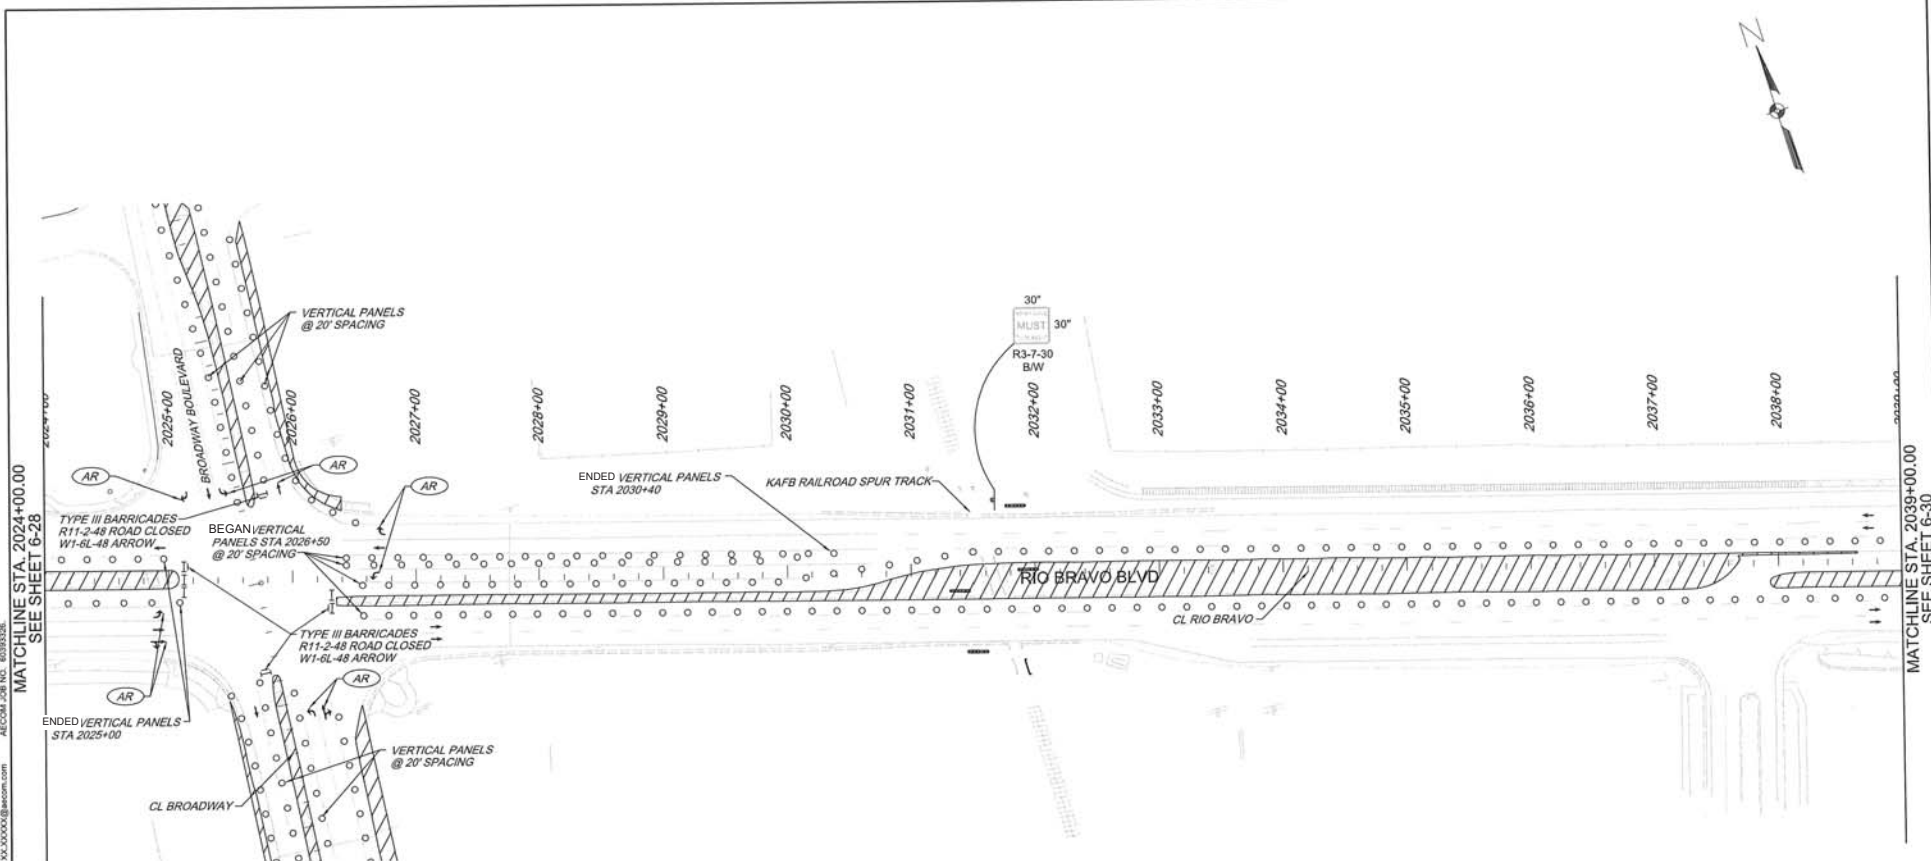 N
30"
MUST
30"
R3-7-30
B/W
VERTICAL PANELS
@ 20' SPACING
BROADWAY BOULEVARD
2025+00
2026+00
2027+00
2028+00
2029+00
2030+00
2031+00
2032+00
2033+00
2034+00
2035+00
2036+00
2037+00
2038+00
AR
AR
AR
ENDED VERTICAL PANELS
STA 2030+40
KAFB RAILROAD SPUR TRACK
TYPE III BARRICADES
R11-2-48 ROAD CLOSED
W1-6L-48 ARROW
BEGAN VERTICAL
PANELS STA 2026+50
@ 20' SPACING
RIO BRAVO BLVD
CL RIO BRAVO
TYPE III BARRICADES
R11-2-48 ROAD CLOSED
W1-6L-48 ARROW
AR
AR
ENDED VERTICAL PANELS
STA 2025+00
VERTICAL PANELS
@ 20' SPACING
CL BROADWAY
MATCHLINE STA. 2024+00.00
SEE SHEET 6-28
MATCHLINE STA. 2039+00.00
SEE SHEET 6-30
AECOM JOB NO.